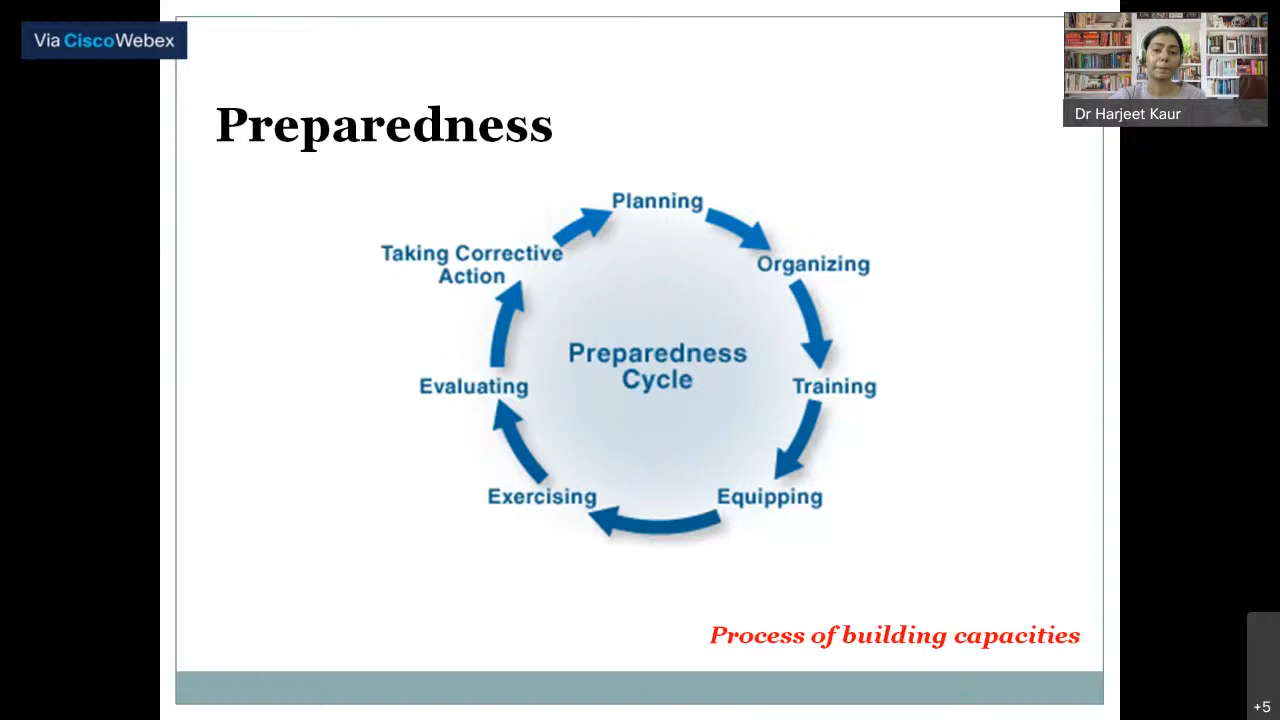 Via CiscoWebex
Dr Harjeet Kaur
Preparedness
Planning
Organizing
Training
Equipping
Exercising
Evaluating
Taking Corrective
Action
Preparedness
Cycle
Process of building capacities
+5